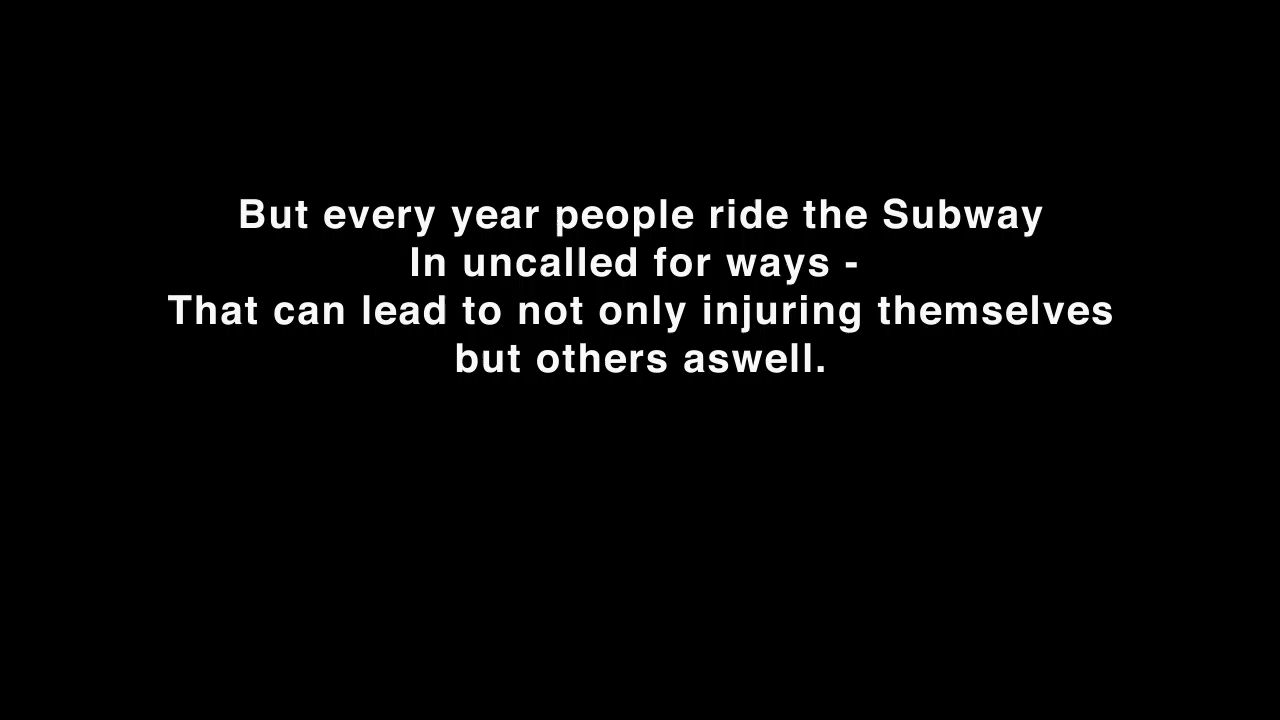 But every year people ride the Subway
In uncalled for ways -
That can lead to not only injuring themselves
but others aswell.